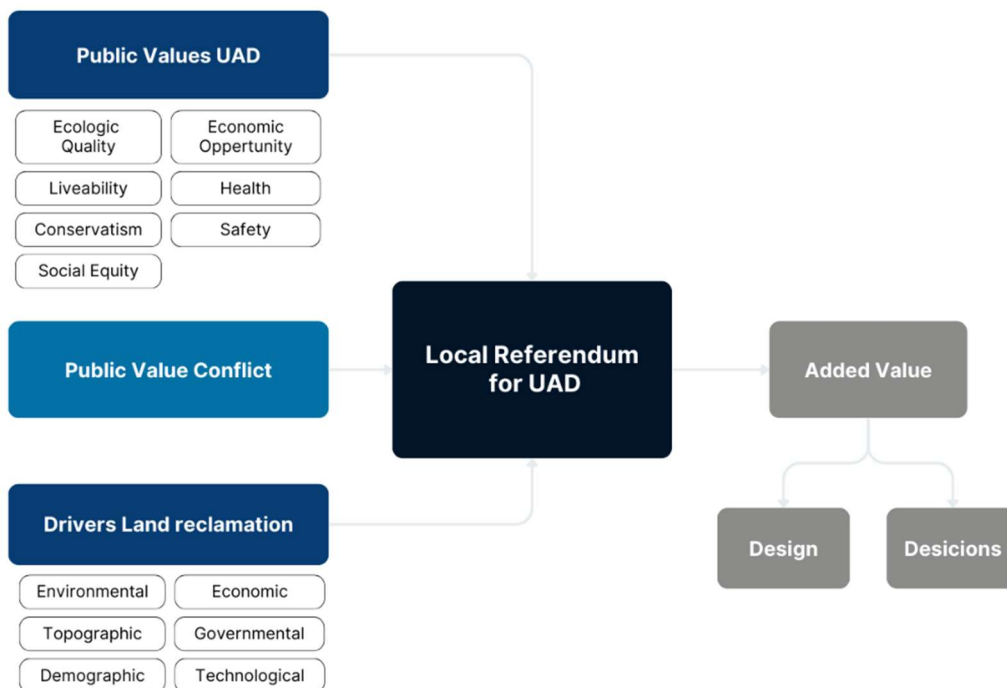 Public Values UAD
Ecologic
Quality
Economic
Oppertunity
Liveability
Health
Conservatism
Safety
Social Equity
Public Value Conflict
Local Referendum
for UAD
Added Value
Drivers Land reclamation
Design
Desicions
Environmental
Economic
Topographic
Governmental
Demographic
Technological